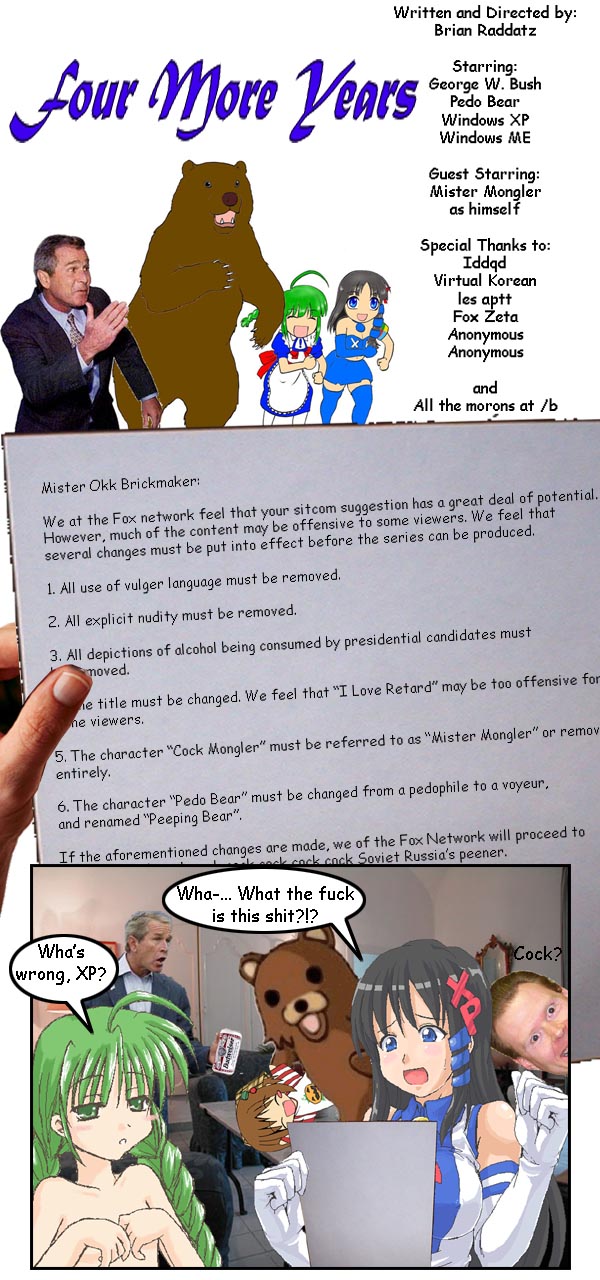 Written and Directed by:
Brian Raddatz
Four More Years
Starring:
George W. Bush
Pedo Bear
Windows XP
Windows ME
Guest Starring:
Mister Mongler
as himself
Special Thanks to:
Iddqd
Virtual Korean
les aptt
Fox Zeta
Anonymous
Anonymous
and
All the morons at /b
Mister Okk Brickmaker:
We at the Fox network feel that your sitcom suggestion has a great deal of potential.
However, much of the content may be offensive to some viewers. We feel that
several changes must be put into effect before the series can be produced.
1. All use of vulger language must be removed.
2. All explicit nudity must be removed.
3. All depictions of alcohol being consumed by presidential candidates must
moved.
title must be changed. We feel that "I Love Retard" may be too offensive for
viewers.
5. The character "Cock Mongler" must be referred to as "Mister Mongler" or remov
entirely.
6. The character "Pedo Bear" must be changed from a pedophile to a voyeur,
and renamed "Peeping Bear".
If the aforementioned changes are made, we of the Fox Network will proceed to
cock cock cock Soviet Russia's peener.
Wha-... What the fuck
is this shit?!?
Wha's
wrong, XP?
Cock?
XP
Budweiser